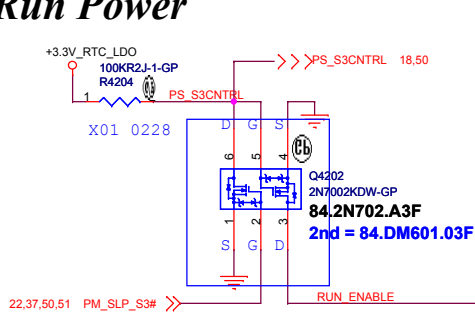 Run Power
+3.3V_RTC_LDO
100KR2J-1-GP
R4204
1
PS_S3CNTRL 18,50
PS_S3CNTRL
X01 0228
D G S
6 5 4
Q4202
2N7002KDW-GP
84.2N702.A3F
2nd = 84.DM601.03F
1 2 3
S G D
22,37,50,51 PM_SLP_S3#
RUN_ENABLE